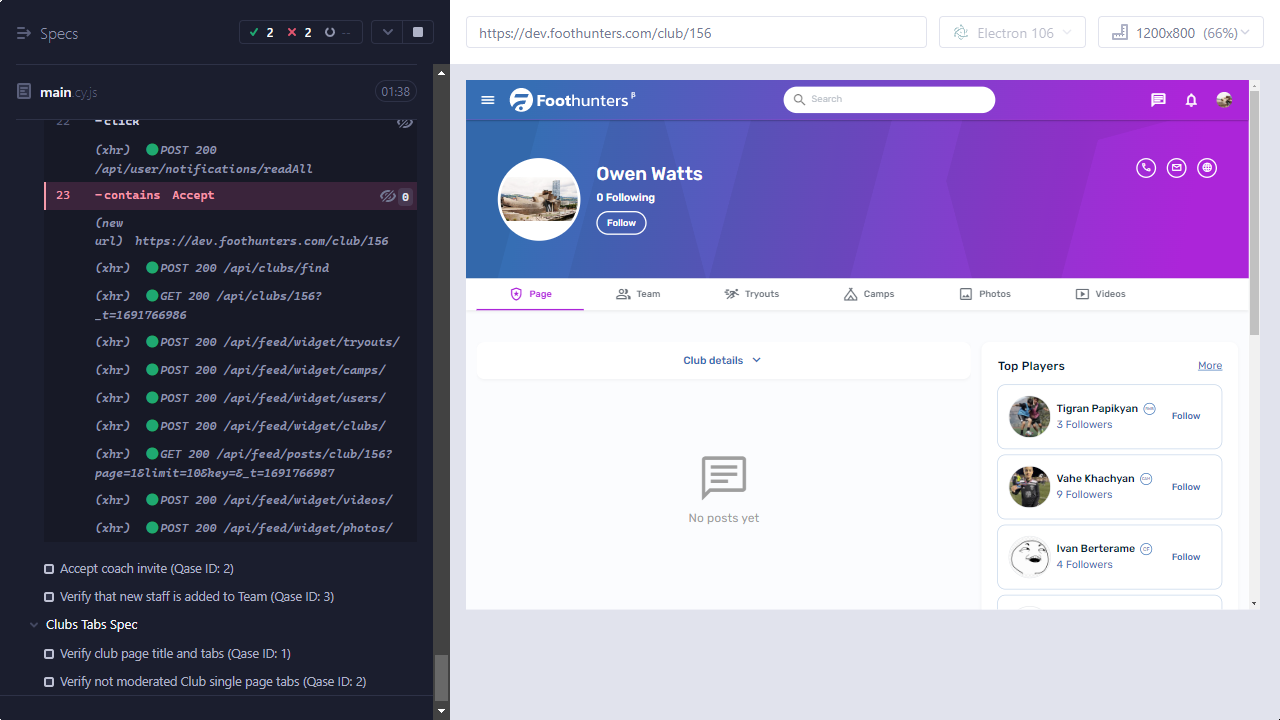 Specs
2
2
--
https://dev.foothunters.com/club/156
Electron 106
1200x800 (66%)
main.cy.js
01:38
22 -click
(xhr) POST 200
/api/user/notifications/readAll
23 -contains Accept 0
(new
url) https://dev.foothunters.com/club/156
(xhr) POST 200 /api/clubs/find
(xhr) GET 200 /api/clubs/156?
_t=1691766986
(xhr) POST 200 /api/feed/widget/tryouts/
(xhr) POST 200 /api/feed/widget/camps/
(xhr) POST 200 /api/feed/widget/users/
(xhr) POST 200 /api/feed/widget/clubs/
(xhr) GET 200 /api/feed/posts/club/156?
page=1&limit=10&key=&_t=1691766987
(xhr) POST 200 /api/feed/widget/videos/
(xhr) POST 200 /api/feed/widget/photos/
Accept coach invite (Qase ID: 2)
Verify that new staff is added to Team (Qase ID: 3)
Clubs Tabs Spec
Verify club page title and tabs (Qase ID: 1)
Verify not moderated Club single page tabs (Qase ID: 2)
Foothunters β
Search
Owen Watts
0 Following
Follow
Page
Team
Tryouts
Camps
Photos
Videos
Club details
No posts yet
Top Players
More
Tigran Papikyan
3 Followers
Follow
Vahe Khachyan
9 Followers
Follow
Ivan Berterame
4 Followers
Follow